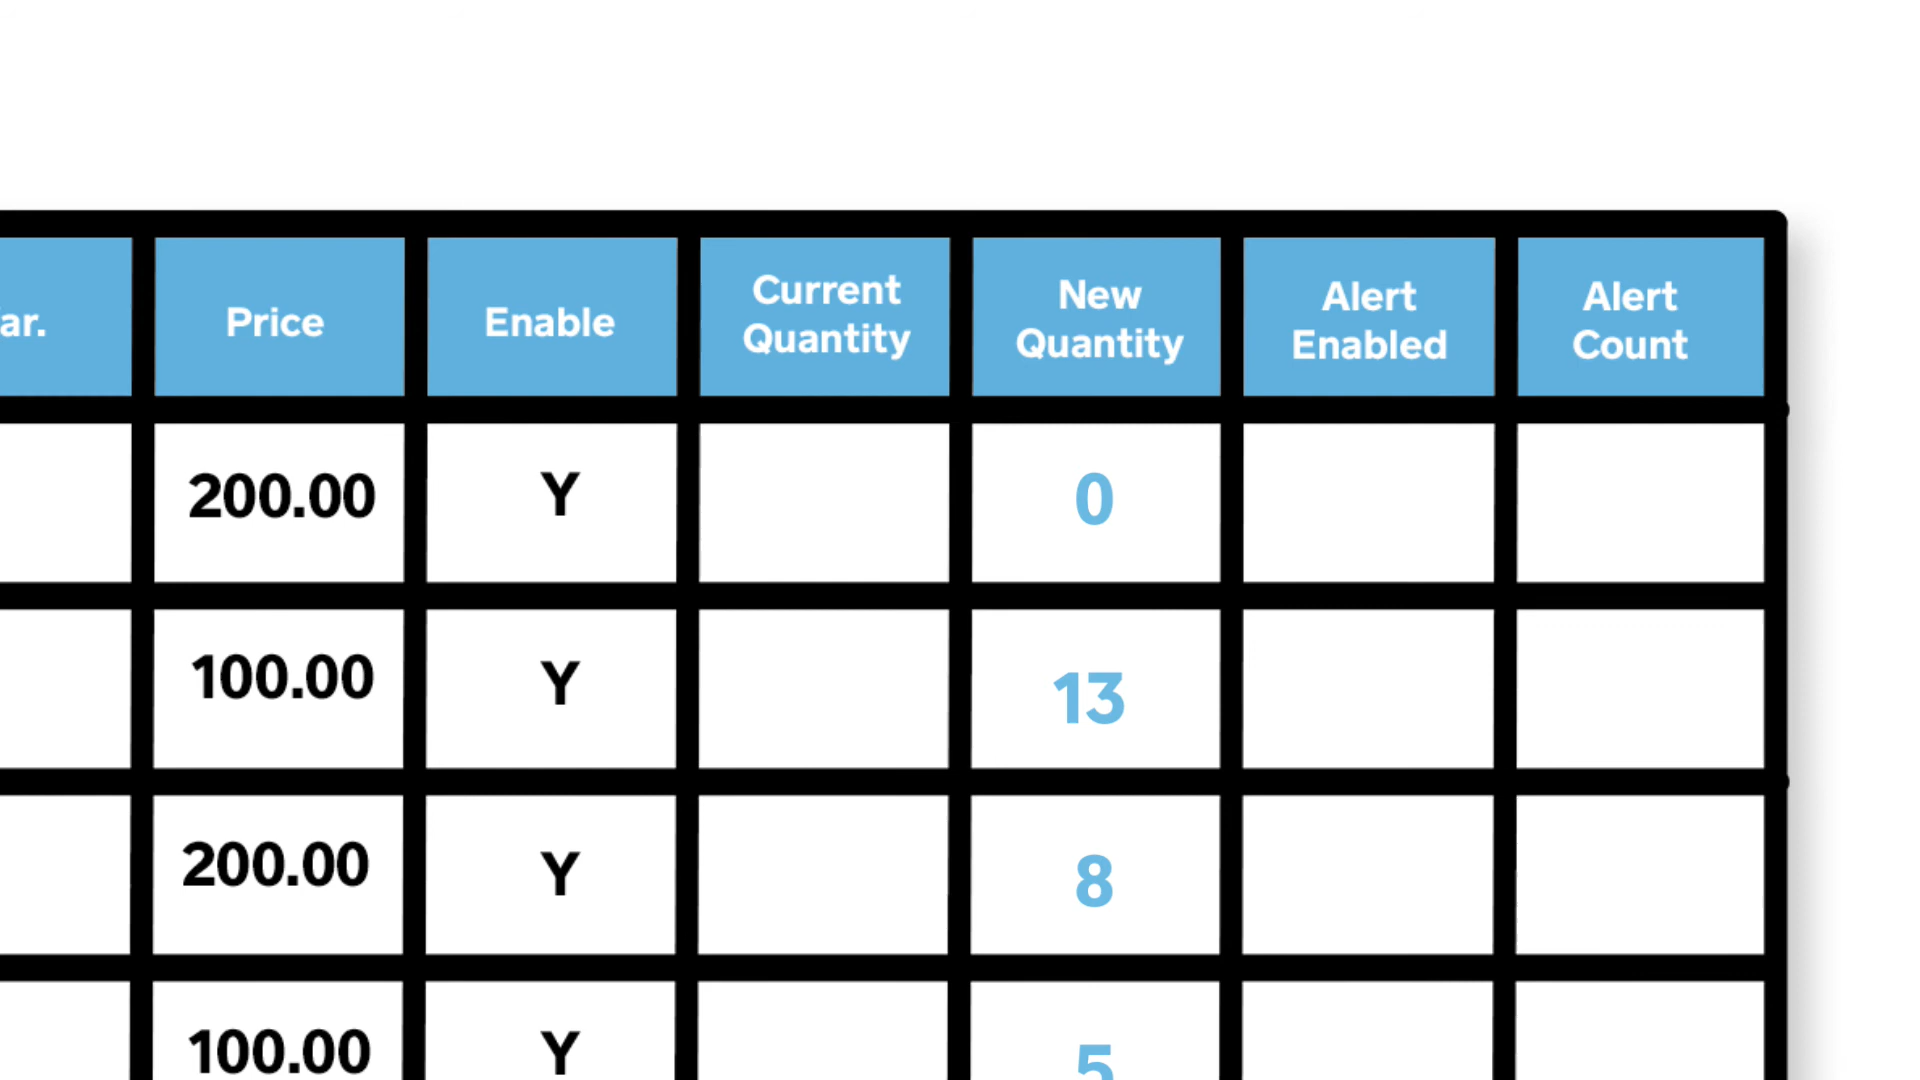 ar. Price Enable Current Quantity New Quantity Alert Enabled Alert Count
200.00 Y 0
100.00 Y 13
200.00 Y 8
100.00 Y 5